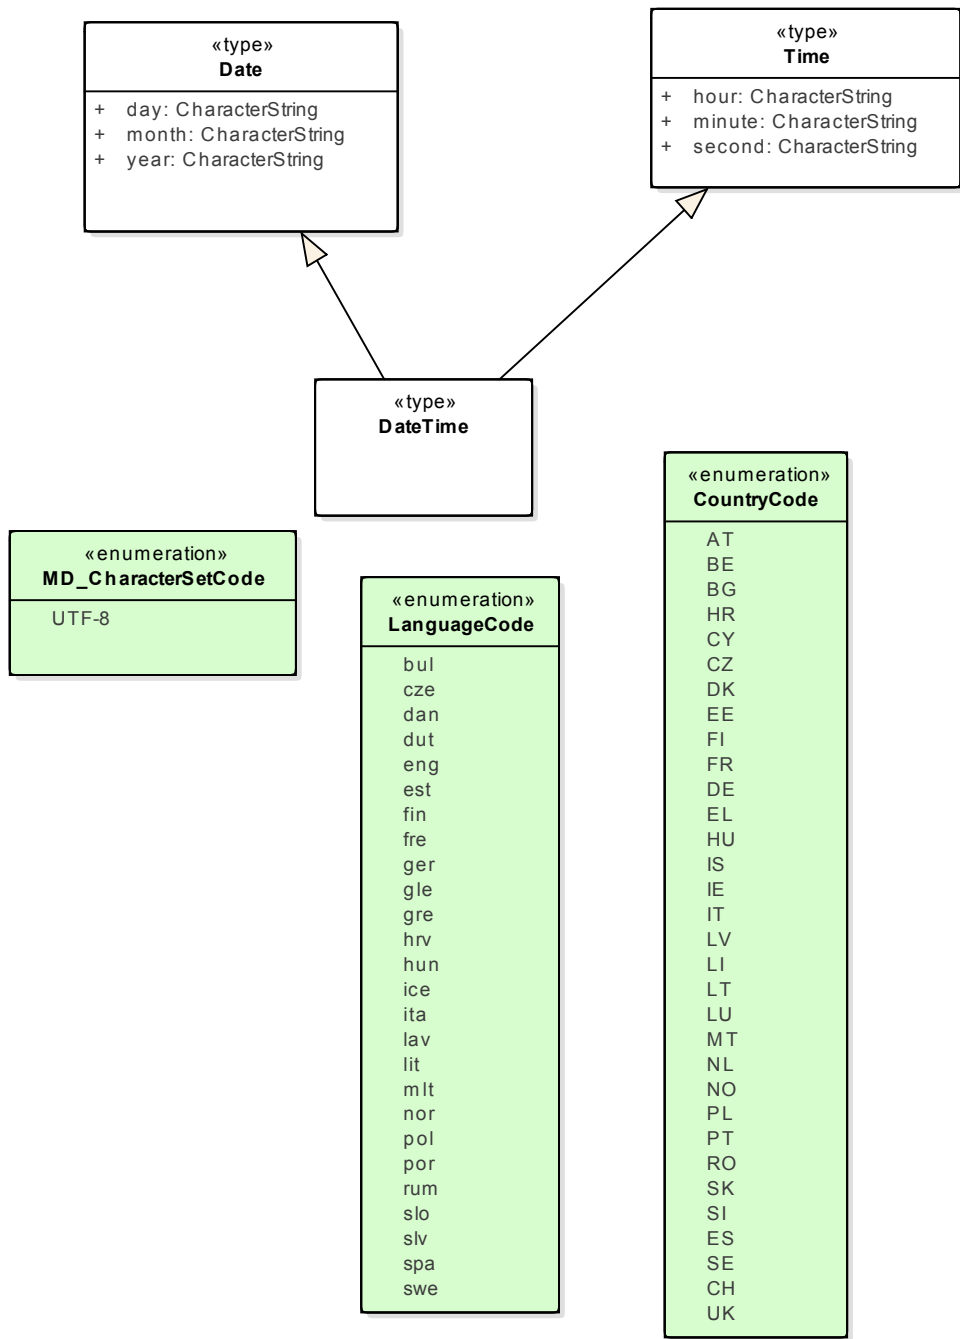 «type»
Date
+ day: CharacterString
+ month: CharacterString
+ year: CharacterString
«type»
Time
+ hour: CharacterString
+ minute: CharacterString
+ second: CharacterString
«type»
DateTime
«enumeration»
MD_CharacterSetCode
UTF-8
«enumeration»
LanguageCode
bul
cze
dan
dut
eng
est
fin
fre
ger
gle
gre
hrv
hun
ice
ita
lav
lit
mlt
nor
pol
por
rum
slo
slv
spa
swe
«enumeration»
CountryCode
AT
BE
BG
HR
CY
CZ
DK
EE
FI
FR
DE
EL
HU
IS
IE
IT
LV
LI
LT
LU
MT
NL
NO
PL
PT
RO
SK
SI
ES
SE
CH
UK